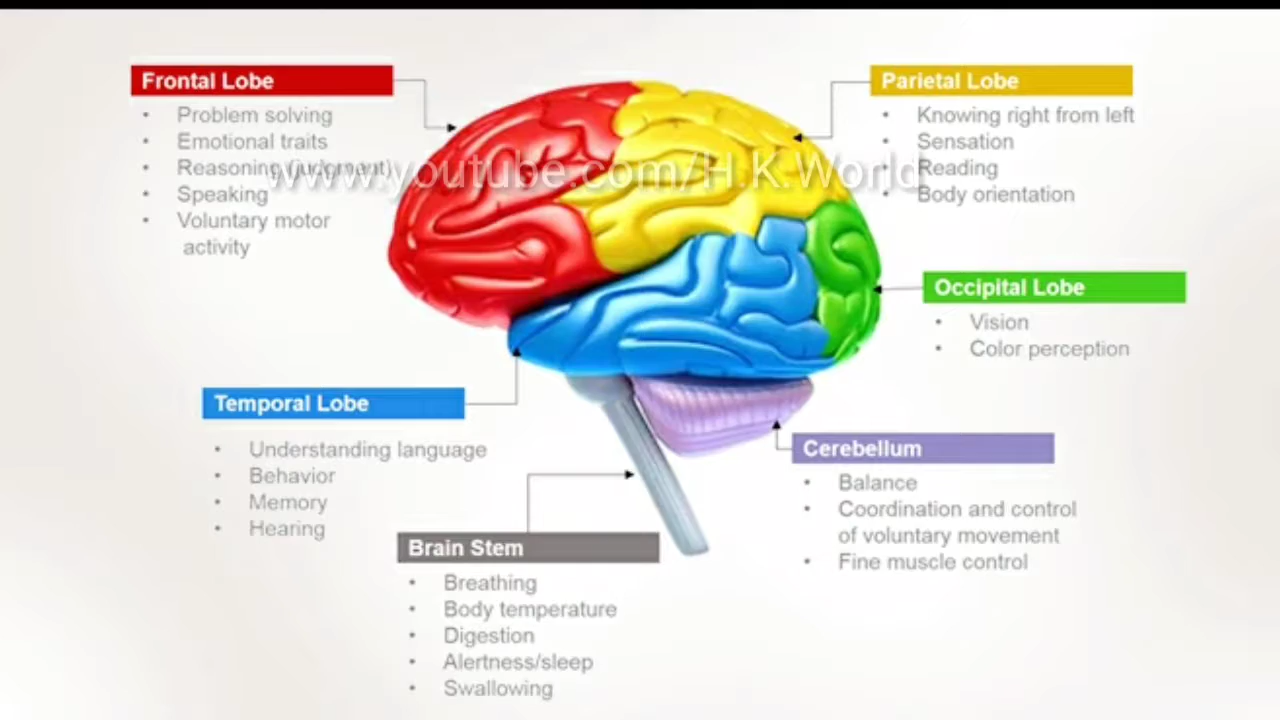 Frontal Lobe
• Problem solving
• Emotional traits
• Reasoning (judgment)
• Speaking
• Voluntary motor
activity
www.youtube.com/H.K.World
Parietal Lobe
• Knowing right from left
• Sensation
• Reading
• Body orientation
Occipital Lobe
• Vision
• Color perception
Temporal Lobe
• Understanding language
• Behavior
• Memory
• Hearing
Cerebellum
• Balance
• Coordination and control
of voluntary movement
• Fine muscle control
Brain Stem
• Breathing
• Body temperature
• Digestion
• Alertness/sleep
• Swallowing